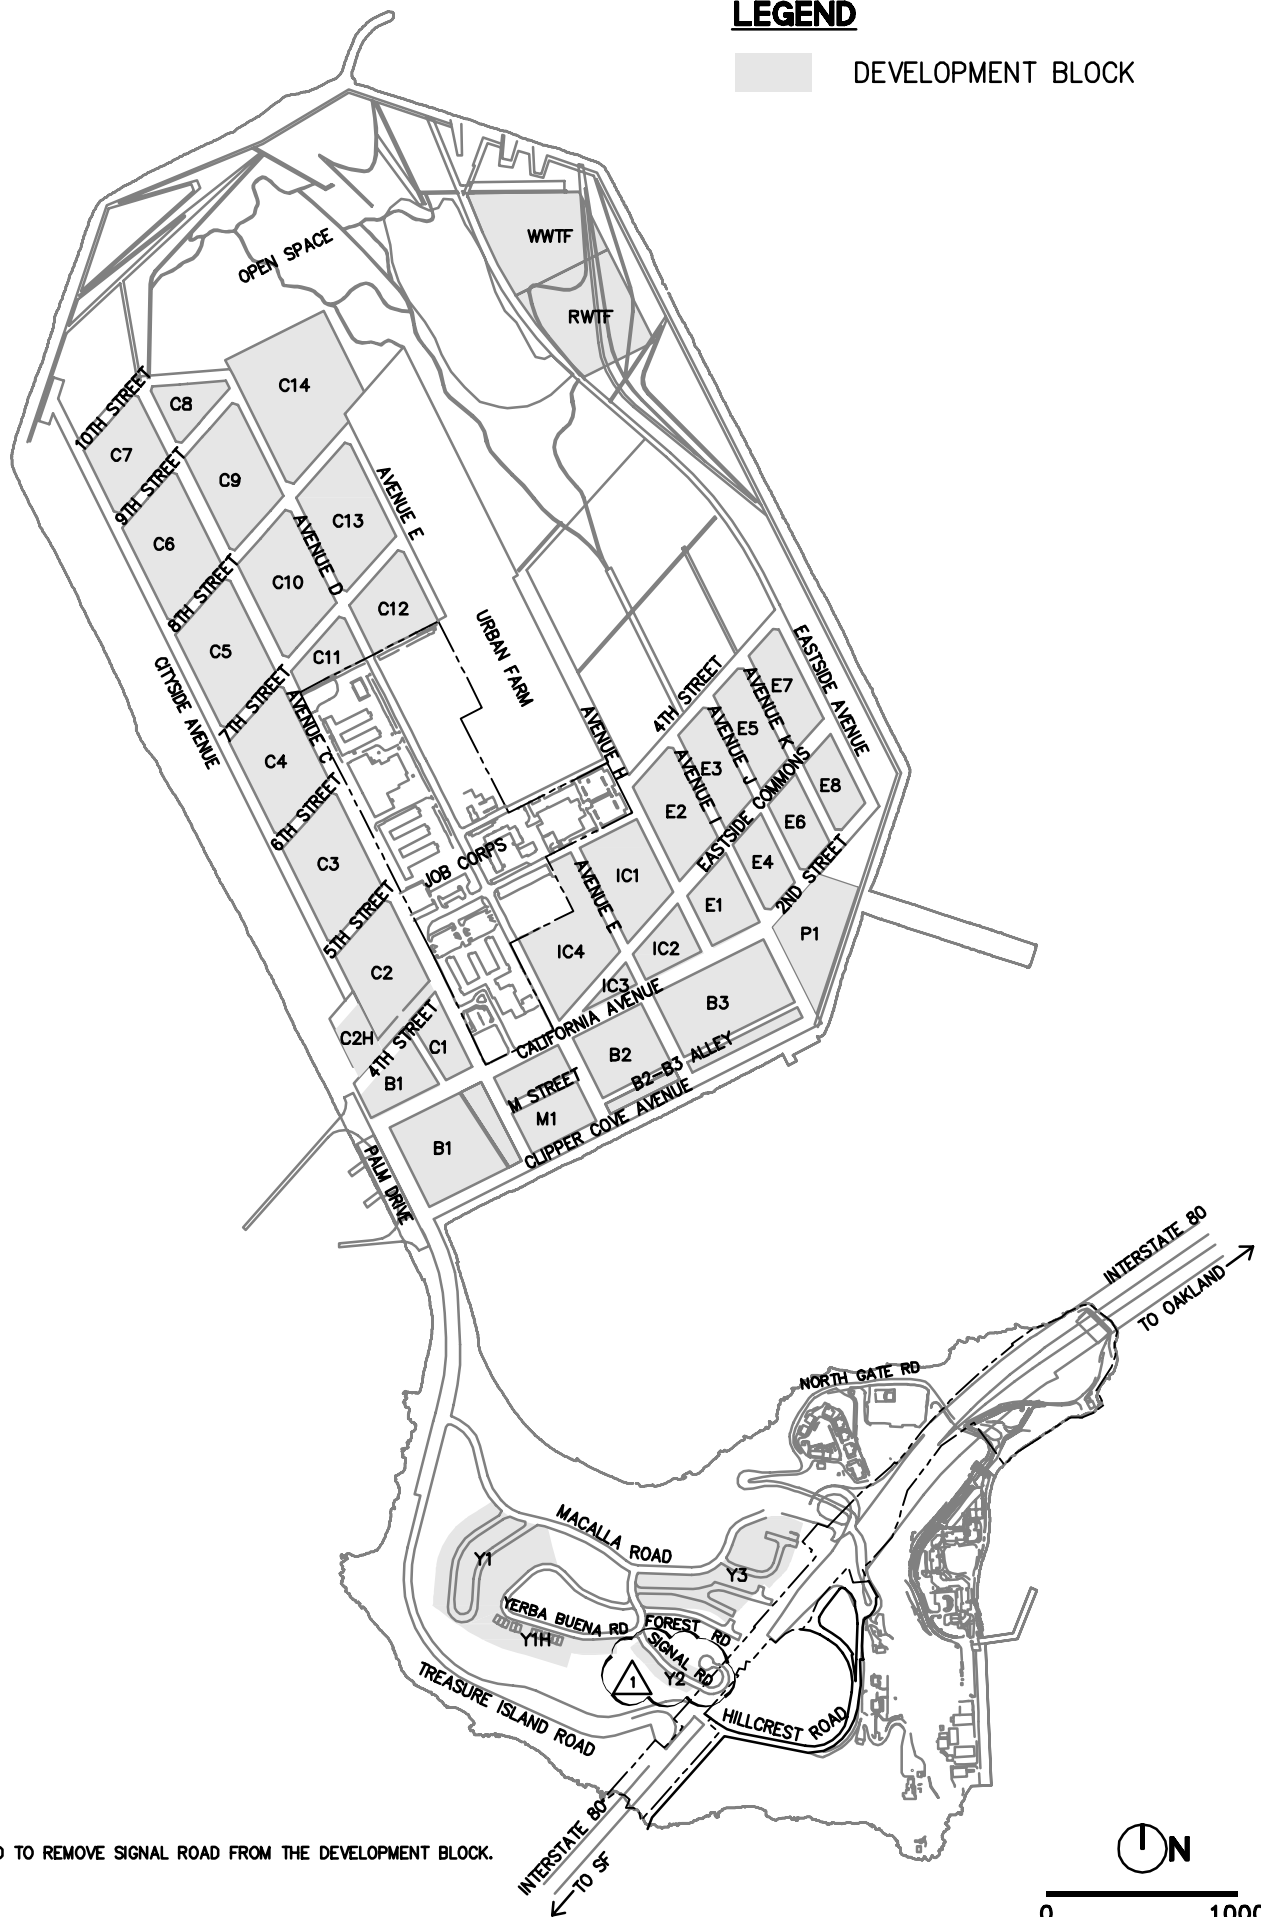 LEGEND
DEVELOPMENT BLOCK
WWTF
OPEN SPACE
RWTF
C14
10TH STREET
C8
C7
9TH STREET
C9
AVENUE E
C13
C6
AVENUE D
8TH STREET
C10
C12
C5
C11
URBAN FARM
CITYSIDE AVENUE
7TH STREET
AVENUE C
EASTSIDE AVENUE
4TH STREET
E7
AVENUE K
E5
AVENUE J
AVENUE H
C4
E3
AVENUE I
E8
6TH STREET
E2
EASTSIDE COMMONS
E6
C3
JOB CORPS
E4
AVENUE E
IC1
2ND STREET
E1
5TH STREET
P1
C2
IC4
IC2
IC3
CALIFORNIA AVENUE
B3
C2H
4TH STREET
C1
B2
B2-B3 ALLEY
B1
M STREET
M1
CLIPPER COVE AVENUE
B1
PALM DRIVE
INTERSTATE 80
TO OAKLAND
NORTH GATE RD
MACALLA ROAD
Y1
Y3
YERBA BUENA RD
FOREST RD
Y1H
SIGNAL RD
Y2
1
TREASURE ISLAND ROAD
HILLCREST ROAD
INTERSTATE 80
TO SF
TO REMOVE SIGNAL ROAD FROM THE DEVELOPMENT BLOCK.
N
0